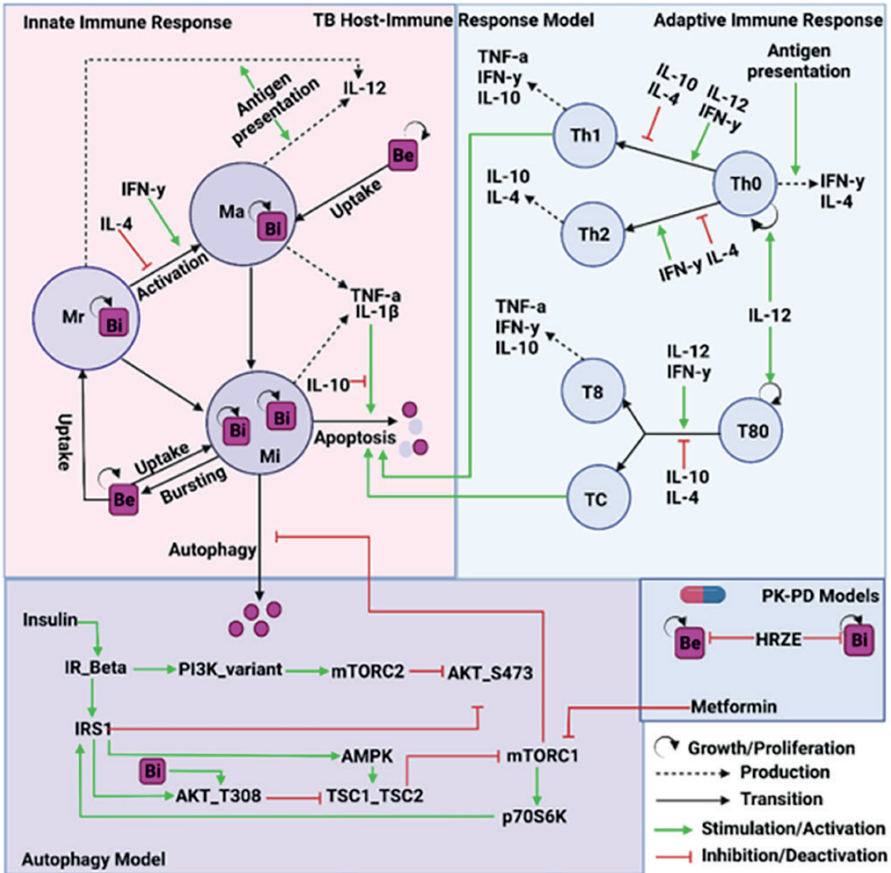 Innate Immune Response
TB Host-Immune Response Model
Adaptive Immune Response
Antigen
presentation
IL-12
Be
Uptake
IFN-y
IL-4
Activation
Ma
Bi
Mr
Bi
TNF-a
IL-1β
IL-10
Apoptosis
Bi
Bi
Mi
Uptake
Uptake
Bursting
Be
Autophagy
TNF-a
IFN-y
IL-10
Th1
IL-10
IL-4
IL-12
IFN-y
Antigen
presentation
Th0
IFN-y
IL-4
IL-10
IL-4
Th2
IFN-y
IL-4
IL-12
TNF-a
IFN-y
IL-10
T8
IL-12
IFN-y
T80
IL-10
IL-4
TC
Insulin
IR_Beta
PI3K_variant
mTORC2
AKT_S473
IRS1
AMPK
mTORC1
Bi
AKT_T308
TSC1_TSC2
p70S6K
Autophagy Model
PK-PD Models
Be
HRZE
Bi
Metformin
Growth/Proliferation
Production
Transition
Stimulation/Activation
Inhibition/Deactivation